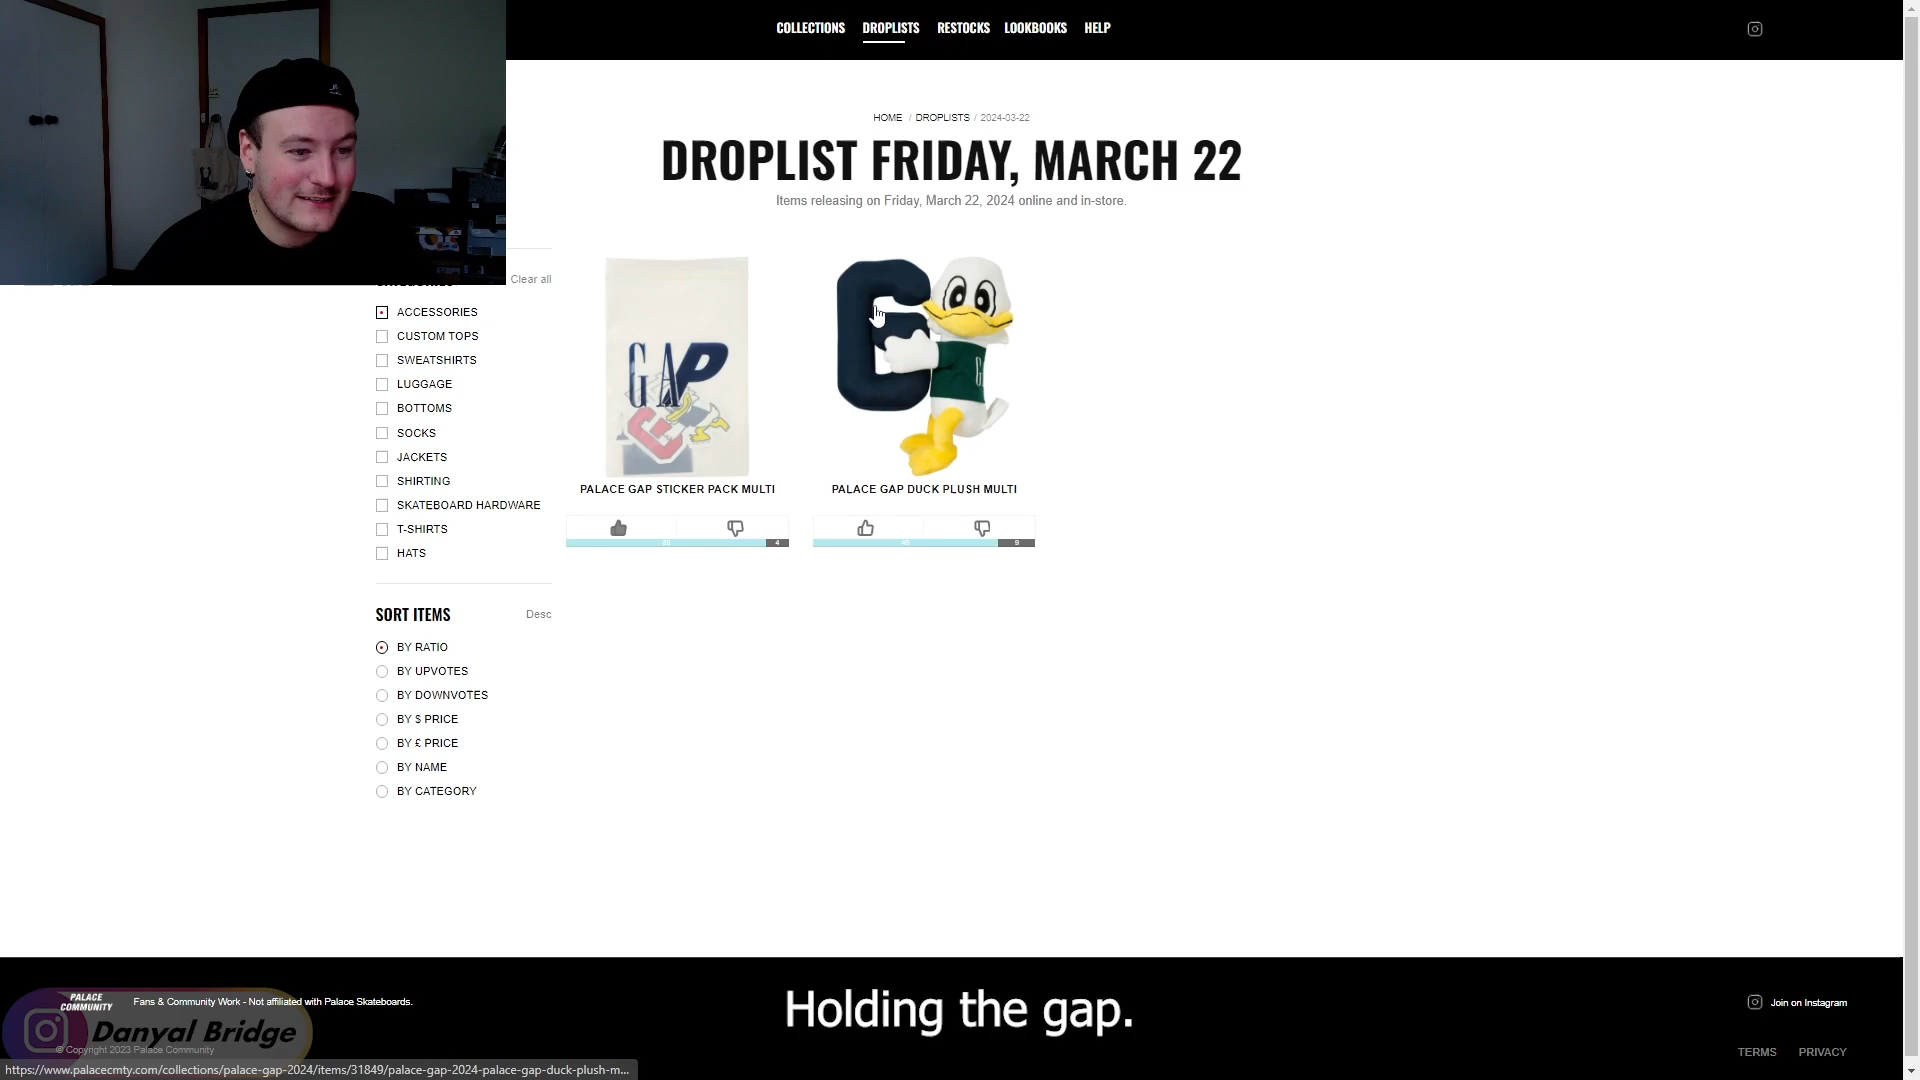 COLLECTIONS DROPLISTS RESTOCKS LOOKBOOKS HELP
HOME / DROPLISTS / 2024-03-22
DROPLIST FRIDAY, MARCH 22
Items releasing on Friday, March 22, 2024 online and in-store.
Clear all
ACCESSORIES
CUSTOM TOPS
SWEATSHIRTS
LUGGAGE
BOTTOMS
SOCKS
JACKETS
SHIRTING
SKATEBOARD HARDWARE
T-SHIRTS
HATS
SORT ITEMS Desc
BY RATIO
BY UPVOTES
BY DOWNVOTES
BY $ PRICE
BY £ PRICE
BY NAME
BY CATEGORY
GAP
G
PALACE GAP STICKER PACK MULTI
4
PALACE GAP DUCK PLUSH MULTI
45 9
PALACE
COMMUNITY
Fans & Community Work - Not affiliated with Palace Skateboards.
Danyal Bridge
© Copyright 2023 Palace Community
Holding the gap.
Join on Instagram
TERMS PRIVACY
https://www.palacecmty.com/collections/palace-gap-2024/items/31849/palace-gap-2024-palace-gap-duck-plush-m...